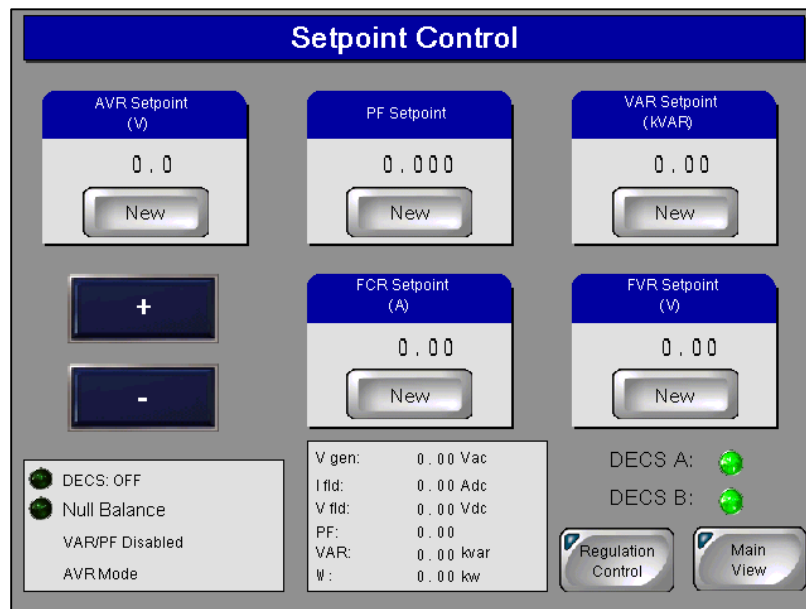 Setpoint Control
AVR Setpoint
(V)
0.0
New
PF Setpoint
0.000
New
VAR Setpoint
(kVAR)
0.00
New
+
-
FCR Setpoint
(A)
0.00
New
FVR Setpoint
(V)
0.00
New
DECS: OFF
Null Balance
VAR/PF Disabled
AVR Mode
V gen: 0.00 Vac
I fld: 0.00 Adc
V fld: 0.00 Vdc
PF: 0.00
VAR: 0.00 kvar
W: 0.00 kw
DECS A:
DECS B:
Regulation
Control
Main
View